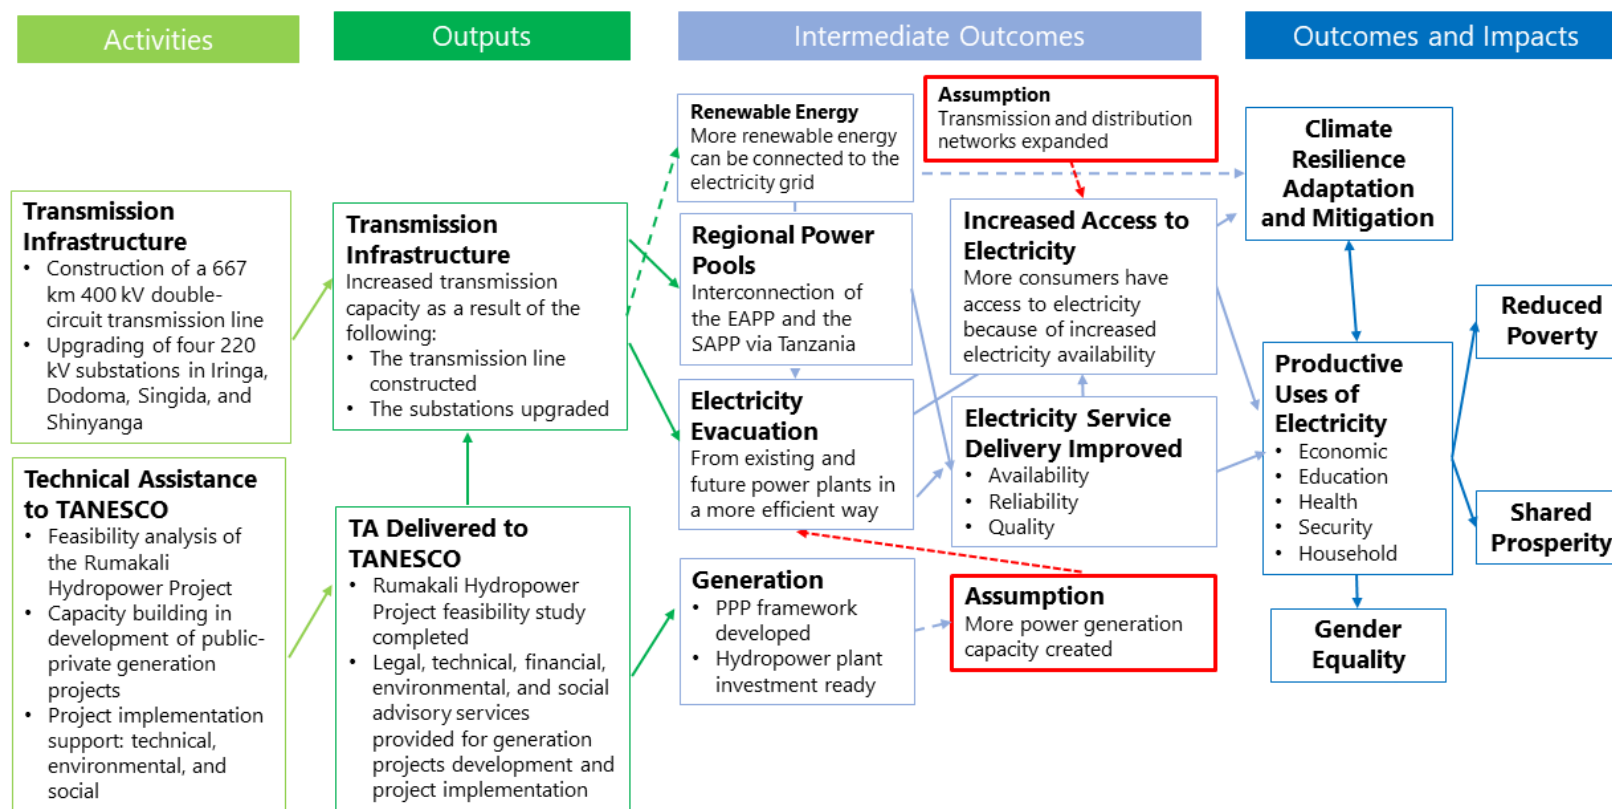 Activities
Outputs
Intermediate Outcomes
Outcomes and Impacts
Transmission
Infrastructure
• Construction of a 667
km 400 kV double-
circuit transmission line
• Upgrading of four 220
kV substations in Iringa,
Dodoma, Singida, and
Shinyanga
Technical Assistance
to TANESCO
• Feasibility analysis of
the Rumakali
Hydropower Project
• Capacity building in
development of public-
private generation
projects
• Project implementation
support: technical,
environmental, and
social
Transmission
Infrastructure
Increased transmission
capacity as a result of the
following:
• The transmission line
constructed
• The substations upgraded
TA Delivered to
TANESCO
• Rumakali Hydropower
Project feasibility study
completed
• Legal, technical, financial,
environmental, and social
advisory services
provided for generation
projects development and
project implementation
Renewable Energy
More renewable energy
can be connected to the
electricity grid
Regional Power
Pools
Interconnection of
the EAPP and the
SAPP via Tanzania
Electricity
Evacuation
From existing and
future power plants in
a more efficient way
Generation
• PPP framework
developed
• Hydropower plant
investment ready
Assumption
Transmission and distribution
networks expanded
Increased Access to
Electricity
More consumers have
access to electricity
because of increased
electricity availability
Electricity Service
Delivery Improved
• Availability
• Reliability
• Quality
Assumption
More power generation
capacity created
Climate
Resilience
Adaptation
and Mitigation
Productive
Uses of
Electricity
• Economic
• Education
• Health
• Security
• Household
Gender
Equality
Reduced
Poverty
Shared
Prosperity